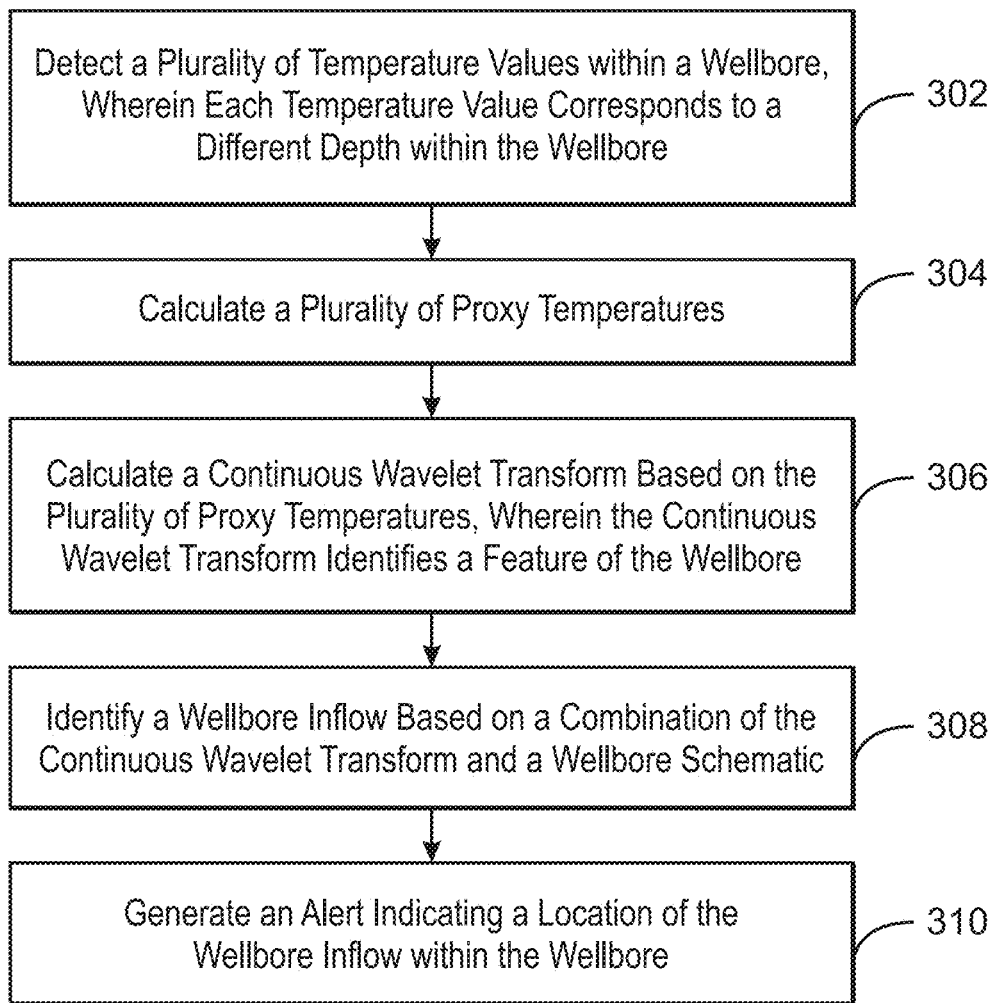 Detect a Plurality of Temperature Values within a Wellbore,
Wherein Each Temperature Value Corresponds to a
Different Depth within the Wellbore
302
Calculate a Plurality of Proxy Temperatures
304
Calculate a Continuous Wavelet Transform Based on the
Plurality of Proxy Temperatures, Wherein the Continuous
Wavelet Transform Identifies a Feature of the Wellbore
306
Identify a Wellbore Inflow Based on a Combination of the
Continuous Wavelet Transform and a Wellbore Schematic
308
Generate an Alert Indicating a Location of the
Wellbore Inflow within the Wellbore
310